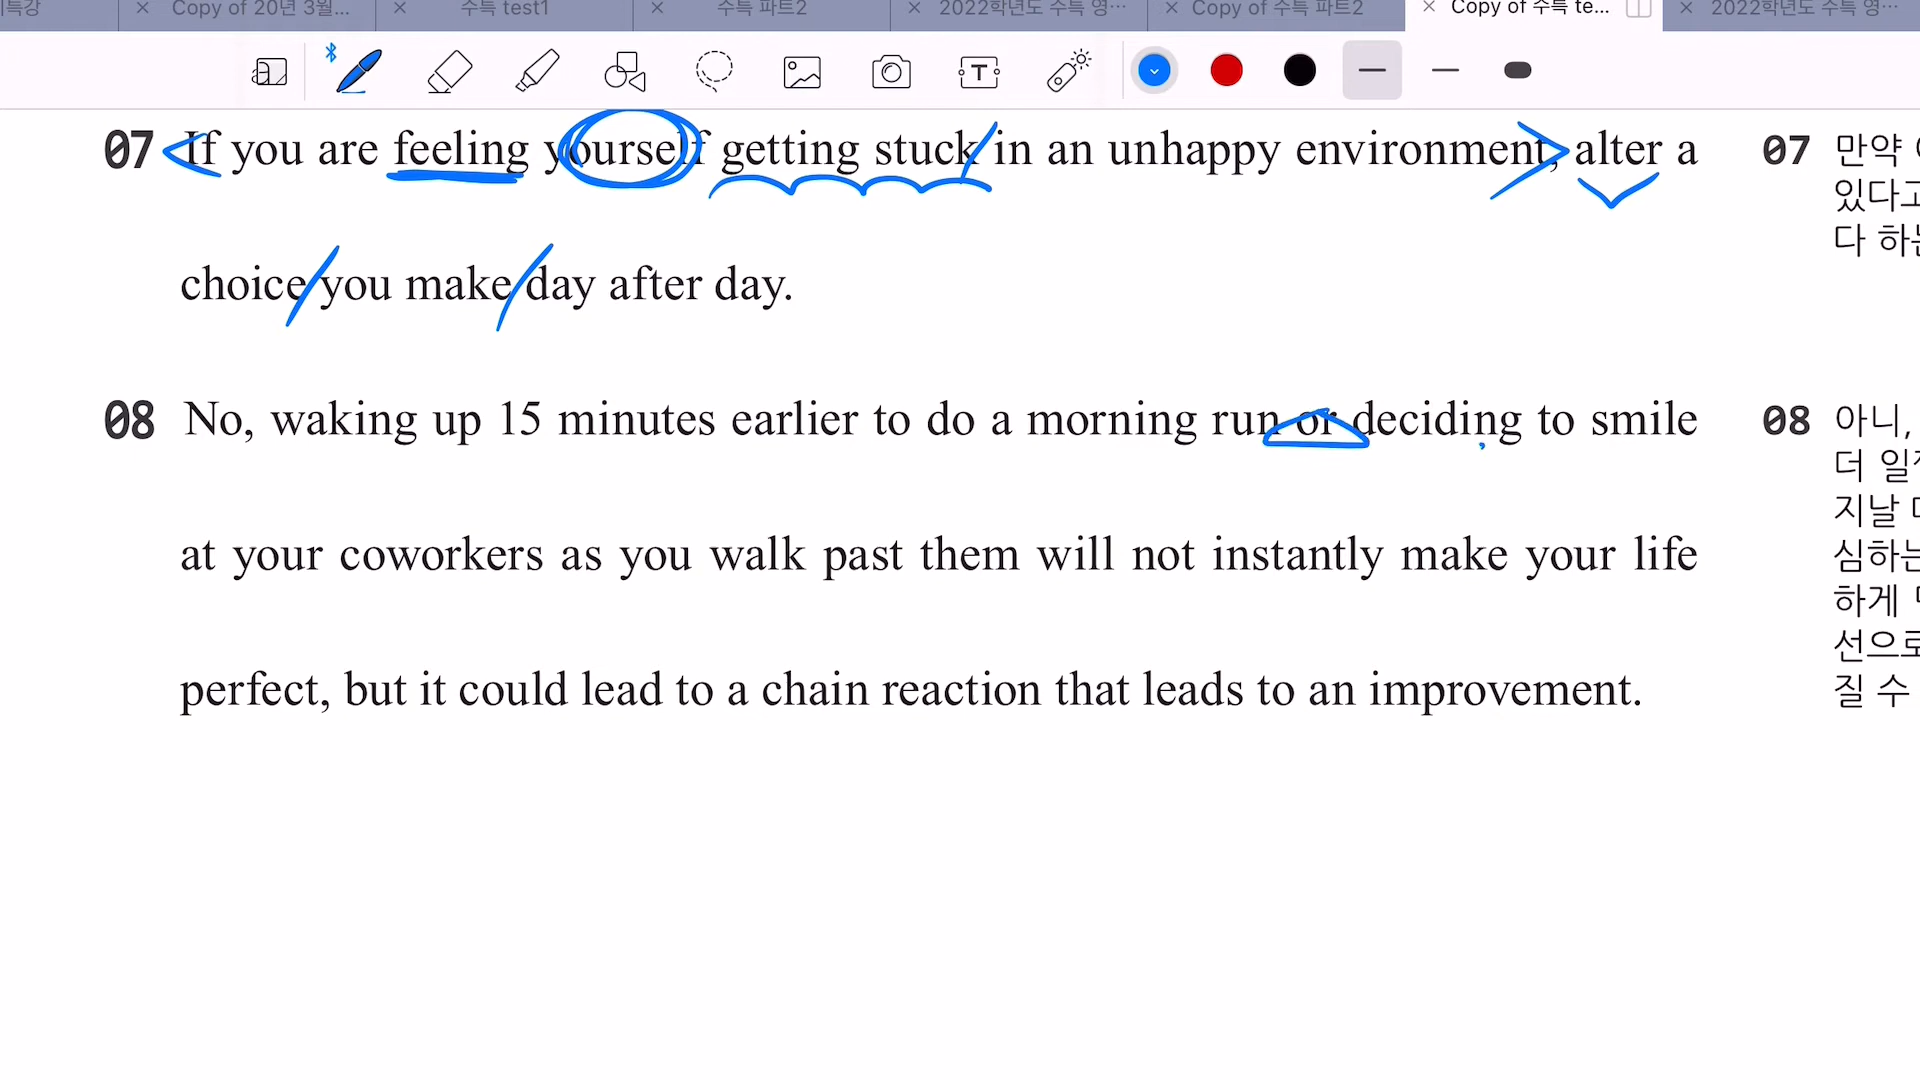 특강
× Copy of 20년 3월...
× 수특 test1
× 수특 파트2
× 2022학년도 수특 영...
× Copy of 수특 파트2
× Copy of 수특 te...
× 2022학년도 수특 영...
07 If you are feeling yourself getting stuck in an unhappy environment, alter a
choice you make day after day.
08 No, waking up 15 minutes earlier to do a morning run or deciding to smile
at your coworkers as you walk past them will not instantly make your life
perfect, but it could lead to a chain reaction that leads to an improvement.
07 만약
있다고
다 하는
08 아니,
더 일찍
지날
심하는
하게
선으로
질 수